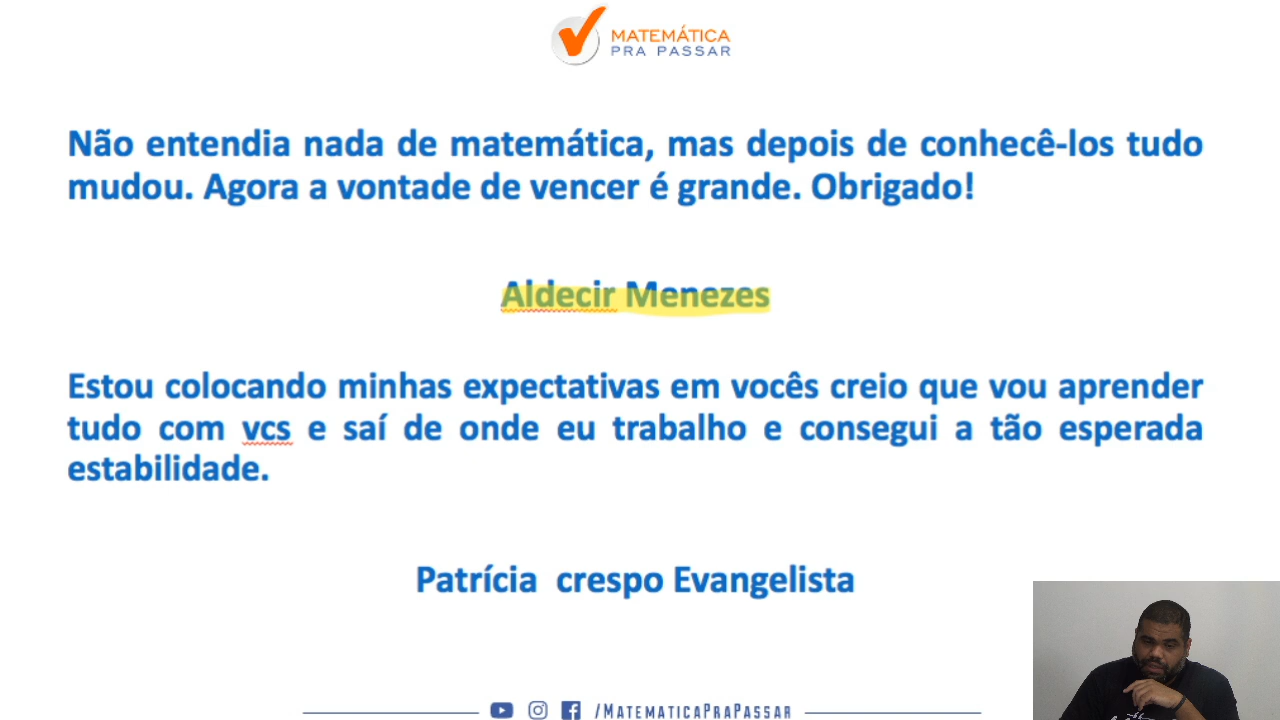 MATEMÁTICA
PRA PASSAR
Não entendia nada de matemática, mas depois de conhecê-los tudo
mudou. Agora a vontade de vencer é grande. Obrigado!
Aldecir Menezes
Estou colocando minhas expectativas em vocês creio que vou aprender
tudo com vcs e saí de onde eu trabalho e consegui a tão esperada
estabilidade.
Patrícia crespo Evangelista
/MATEMATICAPRAPASSAR